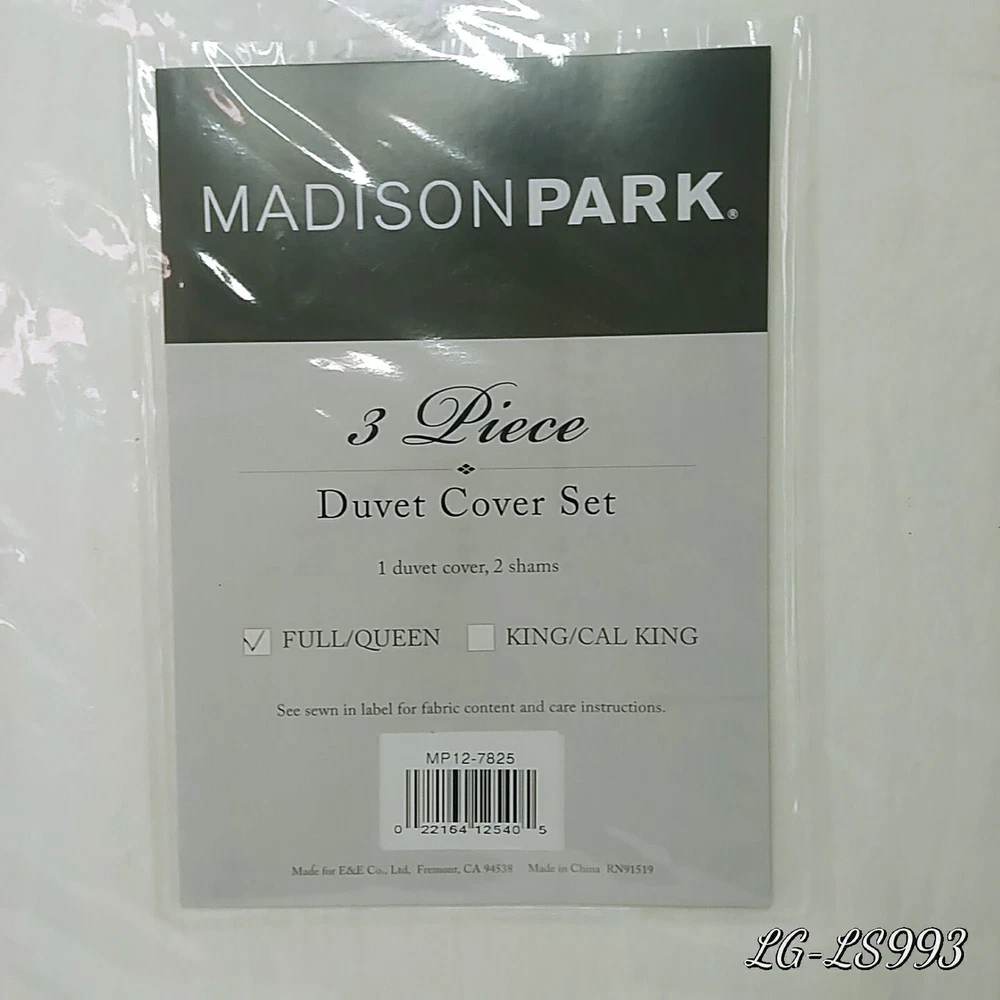 MADISONPARK®
3 Piece
Duvet Cover Set
1 duvet cover, 2 shams
FULL/QUEEN KING/CAL KING
See sewn in label for fabric content and care instructions.
MP12-7825
0 22164 12540 5
Made for E&E Co., Ltd, Fremont, CA 94538 Made in China RN91519
LG-LS993